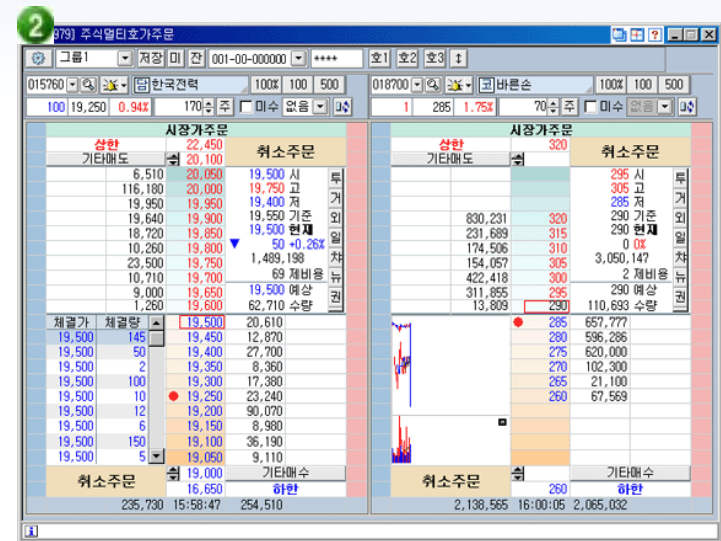 2
979] 주식멀티호가주문
그룹1 저장 미 잔 001-00-000000 **** 호1 호2 호3
015760 답 한국전력 100% 100 500
100 19,250 0.94% 170 주 미수 없음
시장가주문
상한 22,450 취소주문
기타매도 20,100
6,510 20,050 19,500 시 투
116,180 20,000 19,750 고
19,950 19,950 19,400 저 거
19,640 19,900 19,550 기준 외
18,720 19,850 19,500 현재
10,260 19,800 ▼ 50 +0.26% 일
23,500 19,750 1,489,198 챠
10,710 19,700 69 제비용 뉴
9,000 19,650 19,500 예상
1,260 19,600 62,710 수량 권
체결가 체결량 19,500 20,610
19,500 145 19,450 12,870
19,500 50 19,400 27,700
19,500 2 19,350 8,360
19,500 100 19,300 17,380
19,500 10 19,250 23,240
19,500 12 19,200 90,070
19,500 6 19,150 8,980
19,500 150 19,100 36,190
19,500 5 19,050 9,110
취소주문 19,000 기타매수
16,650 하한
235,730 15:58:47 254,510
018700 코 바른손 100% 100 500
1 285 1.75% 70 주 미수 없음
시장가주문
상한 320 취소주문
기타매도
295 시 투
305 고
285 저 거
830,231 320 290 기준 외
231,689 315 290 현재
174,506 310 0 0% 일
154,057 305 3,050,147 챠
422,418 300 2 제비용 뉴
311,855 295 290 예상
13,809 290 110,693 수량 권
285 657,777
280 596,286
275 620,000
270 102,300
265 21,100
260 67,569
취소주문 기타매수
260 하한
2,138,565 16:00:05 2,065,032